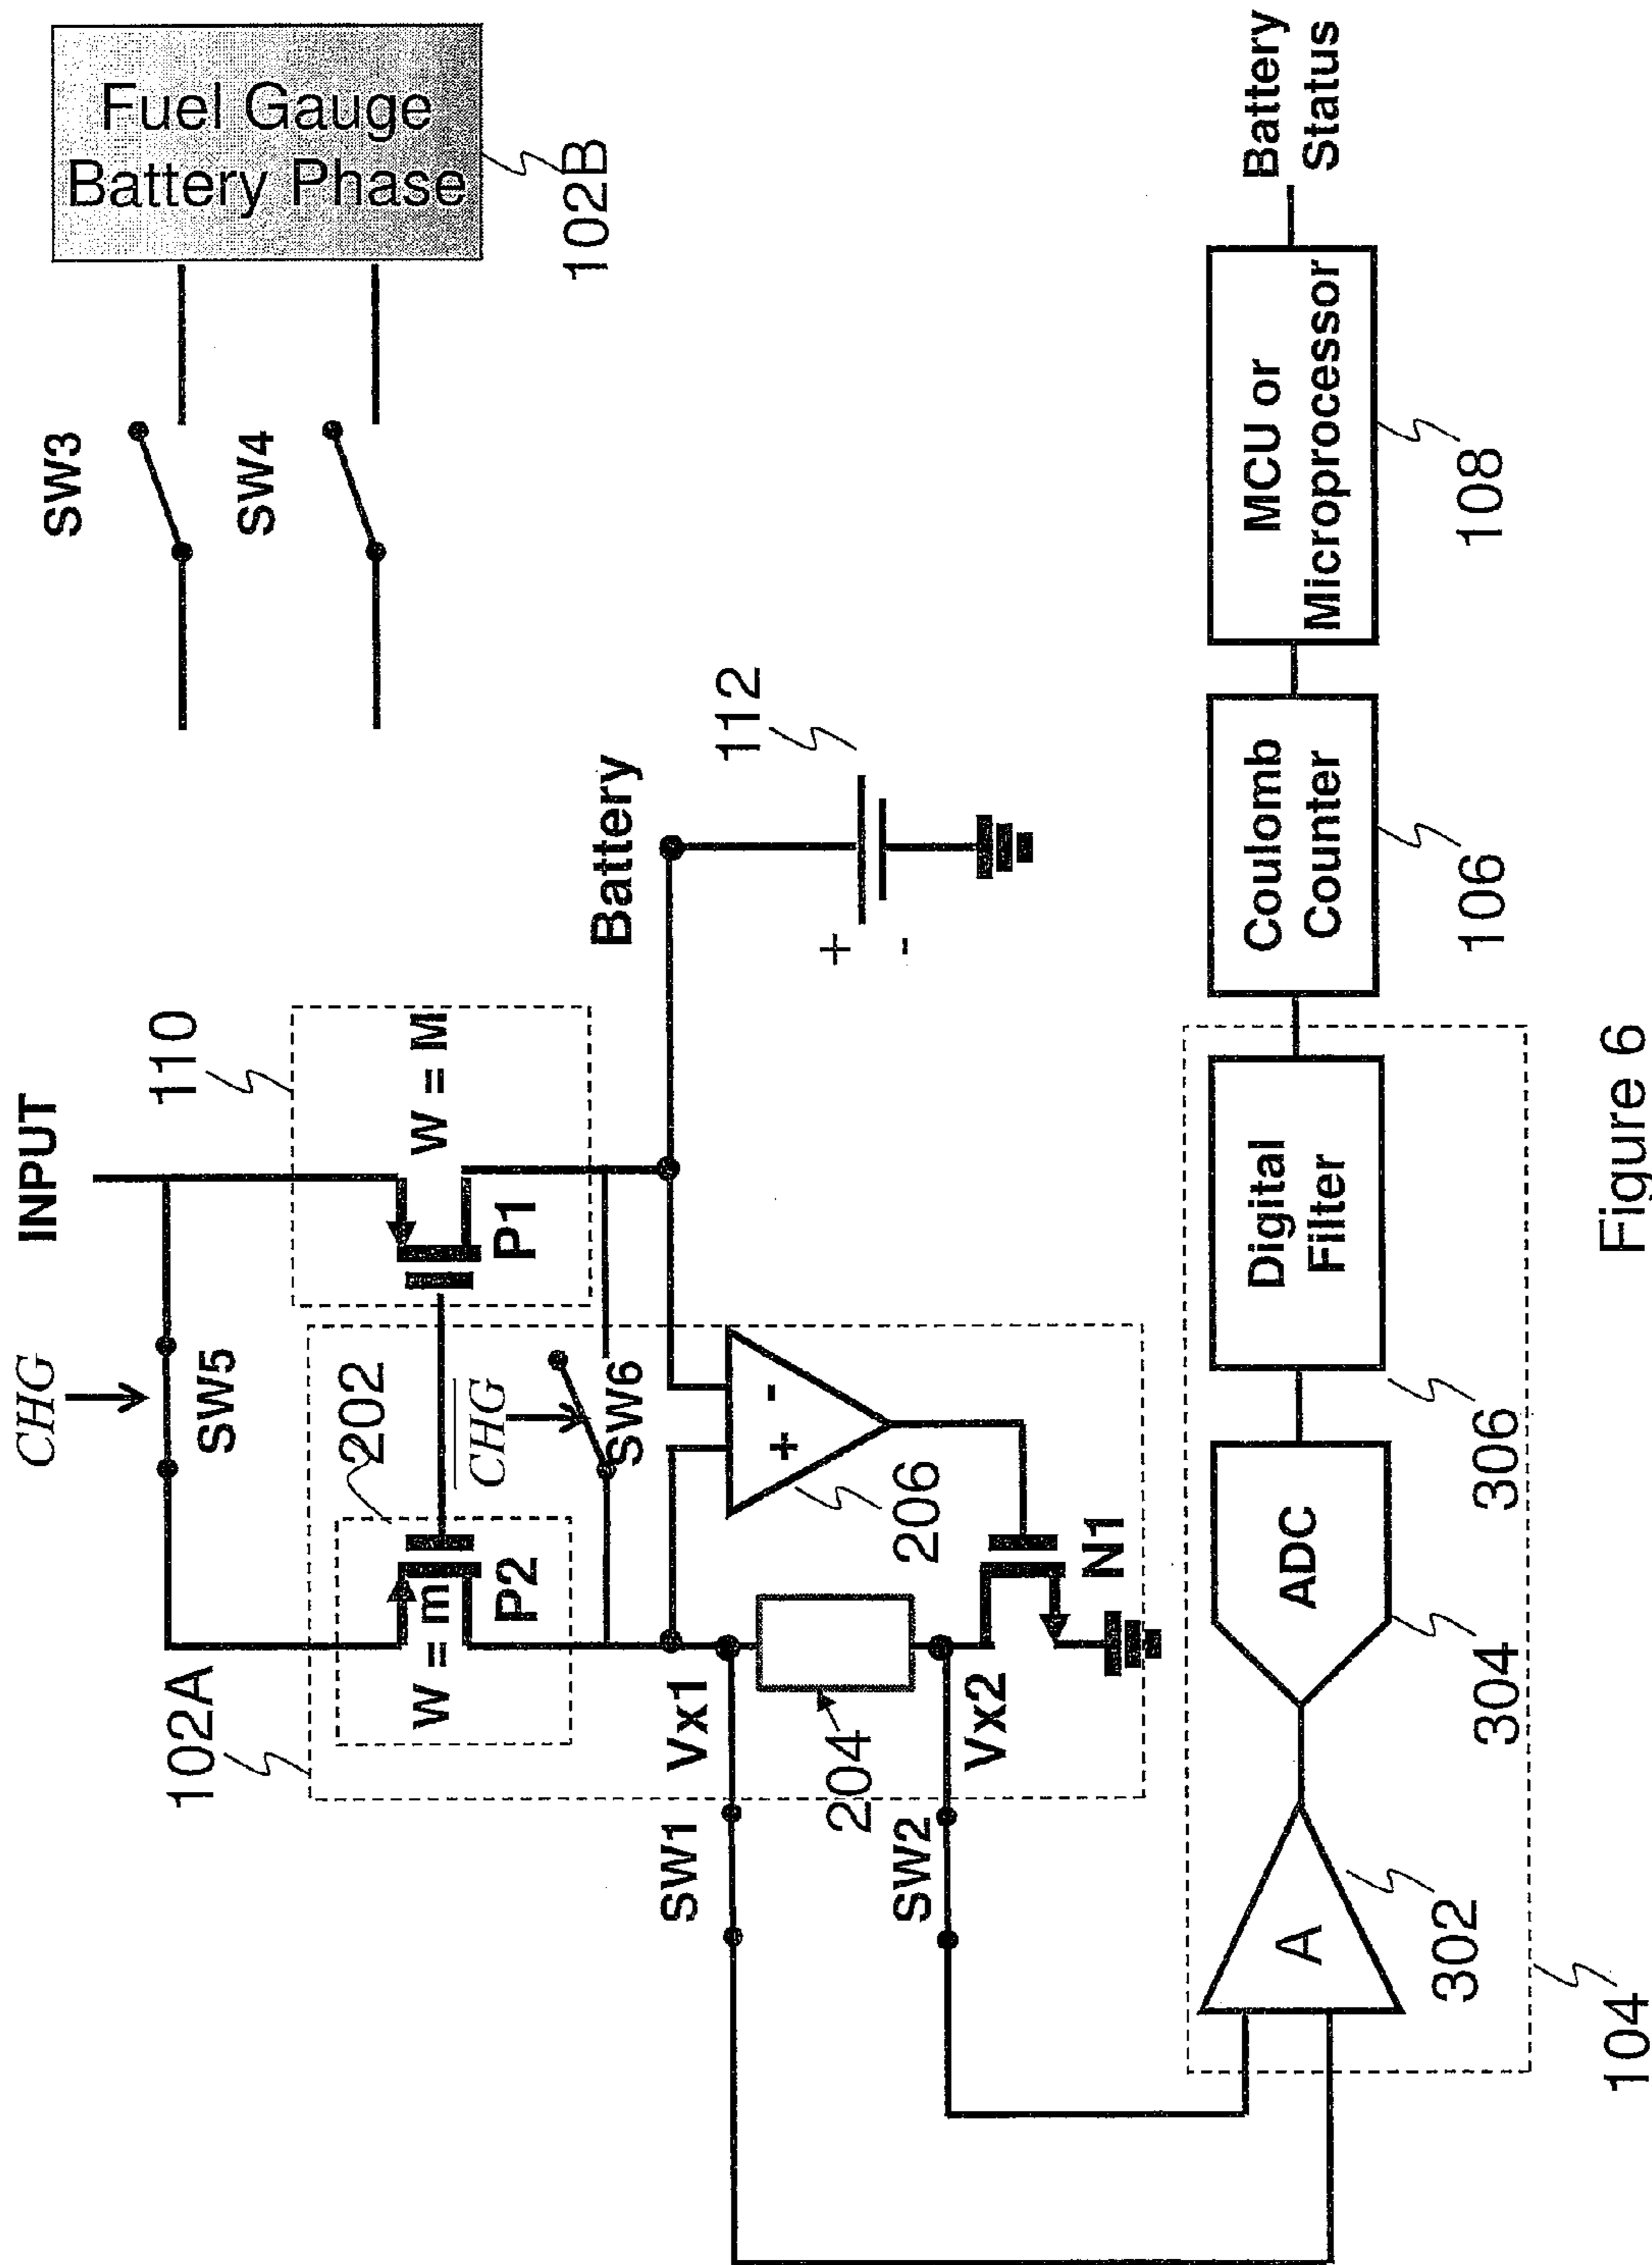 INPUT
CHG
SW5
110
W = M
P1
102A
202
W = m
P2
CHG
SW6
Vx1
SW1
204
Vx2
SW2
+
-
206
N1
Battery
+
-
112
SW3
SW4
Fuel Gauge
Battery Phase
102B
A
302
ADC
304
Digital
Filter
306
104
Coulomb
Counter
106
MCU or
Microprocessor
108
Battery
Status
Figure 6